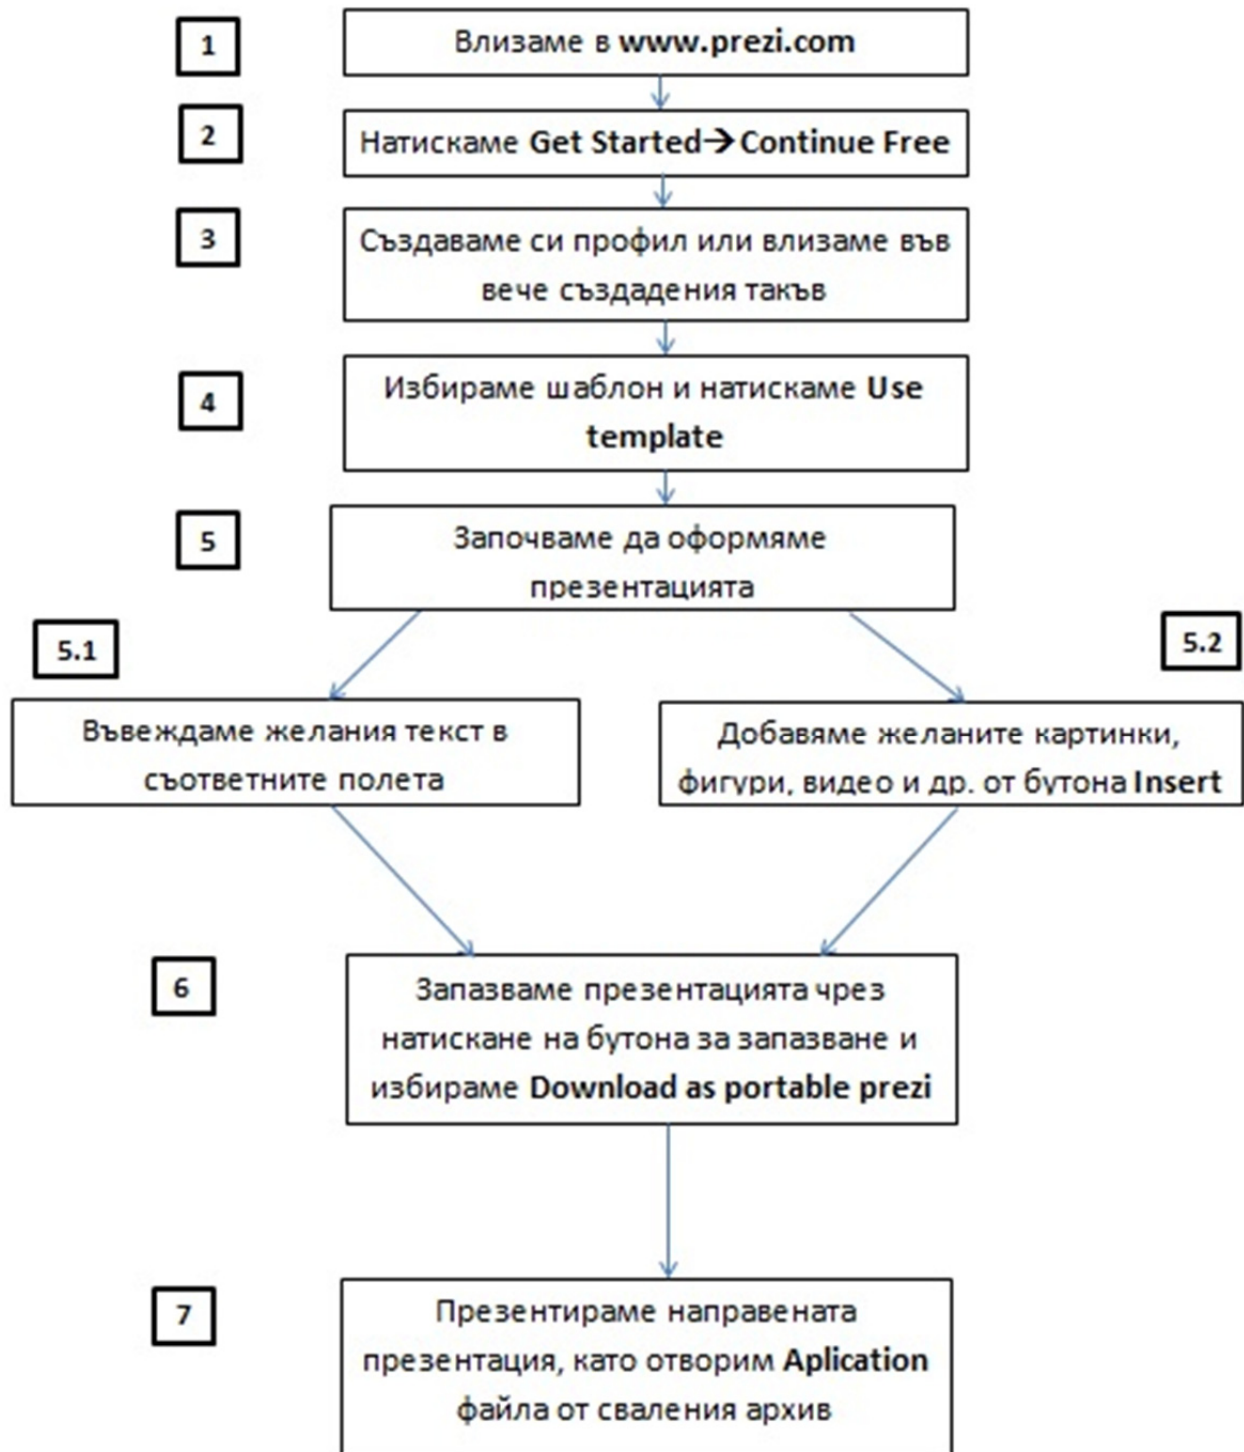 1
Влизаме в www.prezi.com
2
Натискаме Get Started→Continue Free
3
Създаваме си профил или влизаме във
вече създадения такъв
4
Избираме шаблон и натискаме Use
template
5
Започваме да оформяме
презентацията
5.1
Въвеждаме желания текст в
съответните полета
5.2
Добавяме желаните картинки,
фигури, видео и др. от бутона Insert
6
Запазваме презентацията чрез
натискане на бутона за запазване и
избираме Download as portable prezi
7
Презентираме направената
презентация, като отворим Aplication
файла от сваления архив